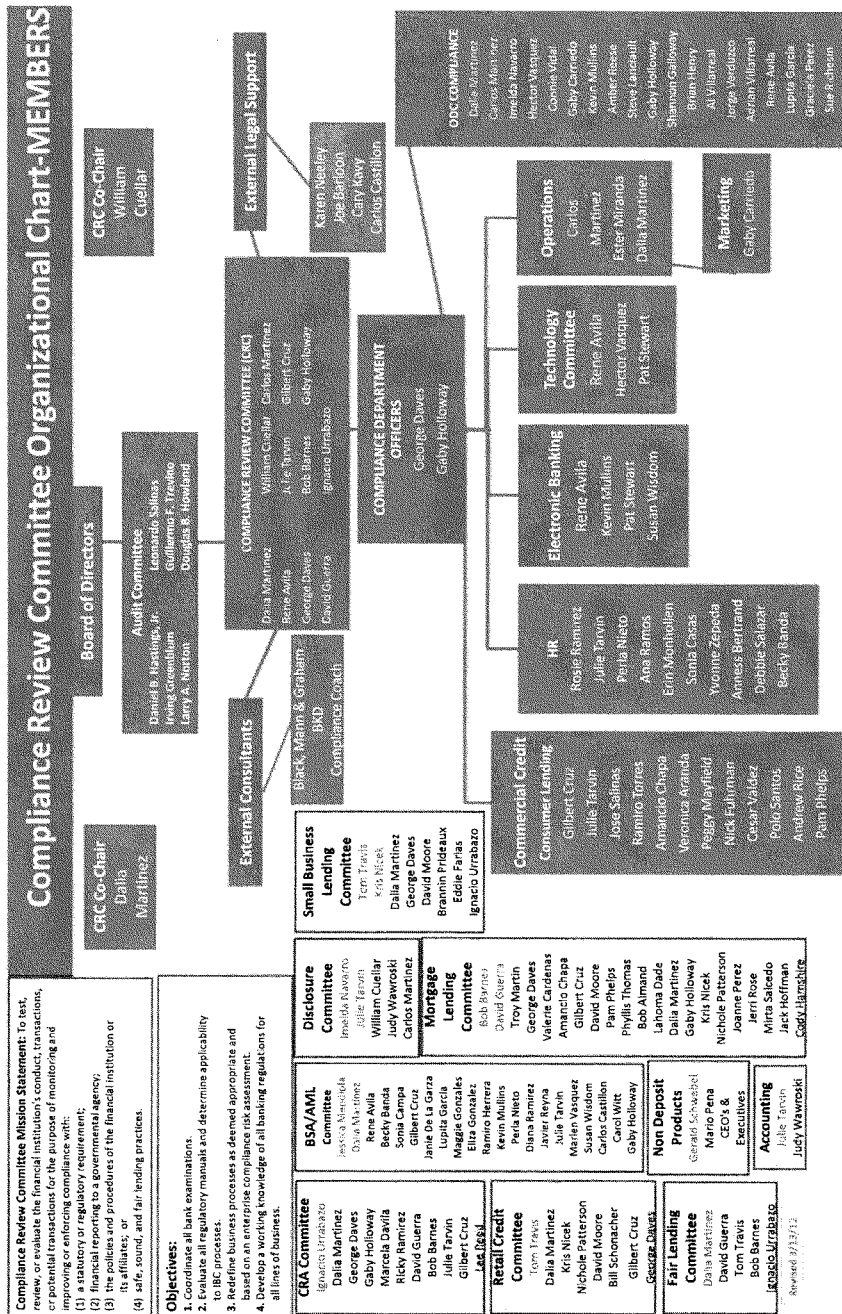 Compliance Review Committee Organizational Chart-MEMBERS
Compliance Review Committee Mission Statement: To test,
review, or evaluate the financial institution's conduct, transactions,
or potential transactions for the purpose of monitoring and
improving or enforcing compliance with:
(1) a statutory or regulatory requirement;
(2) financial reporting to a governmental agency;
(3) the policies and procedures of the financial institution or
its affiliates; or
(4) safe, sound, and fair lending practices.
Objectives:
1. Coordinate all bank examinations.
2. Evaluate all regulatory manuals and determine applicability
to IBC processes.
3. Redefine business processes as deemed appropriate and
based on an enterprise compliance risk assessment.
4. Develop a working knowledge of all banking regulations for
all lines of business.
CRC Co-Chair
Dalia
Martinez
Board of Directors
CRC Co-Chair
William
Cuellar
Audit Committee
Daniel B. Hastings, Jr. Leonardo Salinas
Irving Greenblum Guillermo F. Trevino
Larry A. Norton Douglas B. Howland
External Consultants
Black, Mann & Graham
BKD
Compliance Coach
COMPLIANCE REVIEW COMMITTEE (CRC)
Dalia Martinez William Cuellar Carlos Martinez
Rene Avila Julie Tarvin Gilbert Cruz
George Daves Bob Barnes Gaby Holloway
David Guerra Ignacio Urrabazo
External Legal Support
Karen Neeley
Joe Barloon
Cary Kavy
Carlos Castillon
COMPLIANCE DEPARTMENT
OFFICERS
George Daves
Gaby Holloway
CRA Committee
Ignacio Urrabazo
Dalia Martinez
George Daves
Gaby Holloway
Marcela Davila
Ricky Ramirez
David Guerra
Bob Barnes
Julie Tarvin
Gilbert Cruz
Lee Reed
Retail Credit
Committee
Tom Travis
Dalia Martinez
Kris Nicek
Nichole Patterson
David Moore
Bill Schonacher
Gilbert Cruz
George Daves
Fair Lending
Committee
Dalia Martinez
David Guerra
Tom Travis
Bob Barnes
Ignacio Urrabazo
BSA/AML
Committee
Jessica Mendiola
Dalia Martinez
Rene Avila
Becky Banda
Sonia Campa
Gilbert Cruz
Janie De La Garza
Lupita Garcia
Maggie Gonzales
Eliza Gonzalez
Ramiro Herrera
Kevin Mullins
Perla Nieto
Diana Ramirez
Javier Reyna
Julie Tarvin
Marlen Vasquez
Susan Wisdom
Carlos Castillon
Carol Witt
Gaby Holloway
Non Deposit
Products
Gerald Schwebel
Mario Pena
CEO's &
Executives
Accounting
Julie Tarvin
Judy Wawroski
Disclosure
Committee
Imelda Navarro
Julie Tarvin
William Cuellar
Judy Wawroski
Carlos Martinez
Mortgage
Lending
Committee
Bob Barnes
David Guerra
Troy Martin
George Daves
Valerie Cardenas
Amancio Chapa
Gilbert Cruz
David Moore
Pam Phelps
Phyllis Thomas
Bob Almand
Lahoma Dade
Dalia Martinez
Gaby Holloway
Kris Nicek
Nichole Patterson
Joanne Perez
Jerri Rose
Mirta Salcedo
Jack Hoffman
Cody Hampshire
Small Business
Lending
Committee
Tom Travis
Kris Nicek
Dalia Martinez
George Daves
David Moore
Brannin Prideaux
Eddie Farias
Ignacio Urrabazo
Commercial Credit
Consumer Lending
Gilbert Cruz
Julie Tarvin
Jose Salinas
Ramiro Torres
Amancio Chapa
Veronica Aranda
Peggy Mayfield
Nick Fuhrman
Cesar Valdez
Polo Santos
Andrew Rice
Pam Phelps
HR
Rosie Ramirez
Julie Tarvin
Perla Nieto
Ana Ramos
Erin Monhollen
Sonia Casas
Yvonne Zepeda
Anness Bertrand
Debbie Salazar
Becky Banda
Electronic Banking
Rene Avila
Kevin Mullins
Pat Stewart
Susan Wisdom
Technology
Committee
Rene Avila
Hector Vasquez
Pat Stewart
Operations
Carlos
Martinez
Ester Miranda
Dalia Martinez
Marketing
Gaby Carriedo
ODC COMPLIANCE
Dalia Martinez
Carlos Martinez
Imelda Navarro
Hector Vasquez
Connie Vidal
Gaby Carriedo
Kevin Mullins
Amber Reese
Steve
Gaby Holloway
Shannon Galloway
Brian Henry
Al Villarreal
Jorge Verduzco
Adrian Villarreal
Rene Avila
Lupita Garcia
Graciela Perez
Sue Richeson
Revised 9/13/12